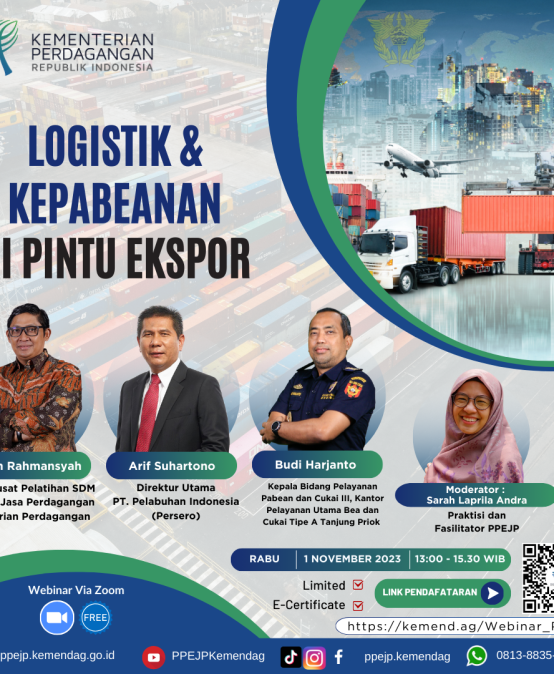 KEMENTERIAN
PERDAGANGAN
REPUBLIK INDONESIA
LOGISTIK &
KEPABEANAN
I PINTU EKSPOR
Rahmansyah
Pelatihan SDM
Jasa Perdagangan
Perdagangan
Arif Suhartono
Direktur Utama
PT. Pelabuhan Indonesia
(Persero)
Budi Harjanto
Kepala Bidang Pelayanan
Pabean dan Cukai III, Kantor
Pelayanan Utama Bea dan
Cukai Tipe A Tanjung Priok
Moderator :
Sarah Laprila Andra
Praktisi dan
Fasilitator PPEJP
RABU 1 NOVEMBER 2023 13:00 - 15.30 WIB
Limited
E-Certificate
LINK PENDAFATARAN
https://kemend.ag/Webinar_
Webinar Via Zoom
FREE
ppejp.kemendag.go.id PPEJPKemendag ppejp.kemendag 0813-8835-